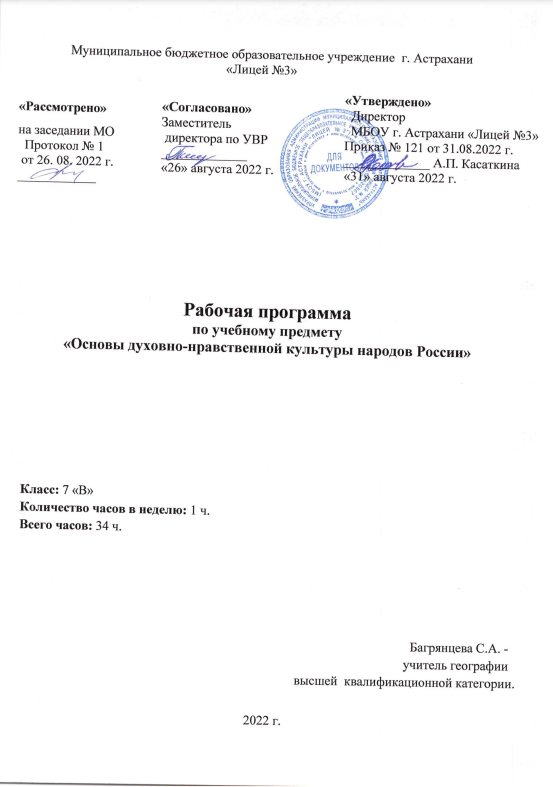 Муниципальное бюджетное образовательное учреждение г. Астрахани
«Лицей №3»
«Рассмотрено»
на заседании МО
Протокол № 1
от 26. 08. 2022 г.
«Согласовано»
Заместитель
директора по УВР
«26» августа 2022 г.
«Утверждено»
Директор
МБОУ г. Астрахани «Лицей №3»
Приказ № 121 от 31.08.2022 г.
А.П. Касаткина
«31» августа 2022 г.
ДЛЯ
ДОКУМЕНТОВ
Рабочая программа
по учебному предмету
«Основы духовно-нравственной культуры народов России»
Класс: 7 «В»
Количество часов в неделю: 1 ч.
Всего часов: 34 ч.
Багрянцева С.А. -
учитель географии
высшей квалификационной категории.
2022 г.